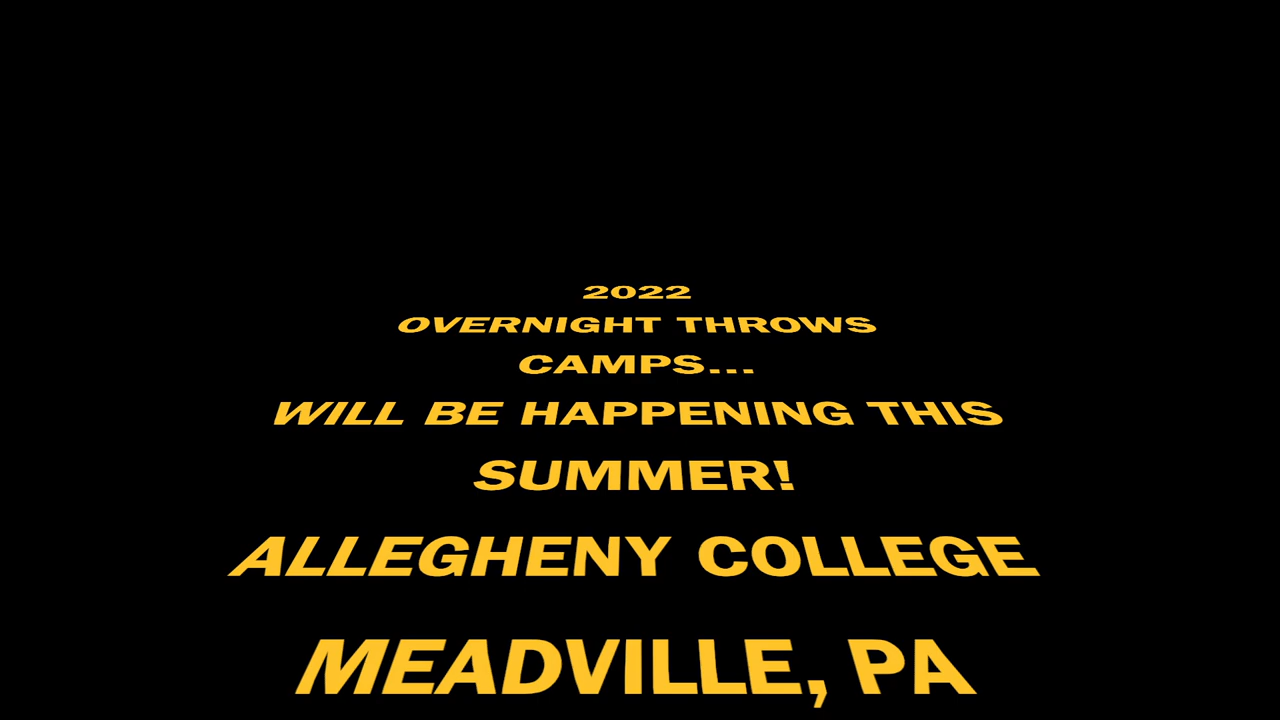 2022
OVERNIGHT THROWS
CAMPS...
WILL BE HAPPENING THIS
SUMMER!
ALLEGHENY COLLEGE
MEADVILLE, PA